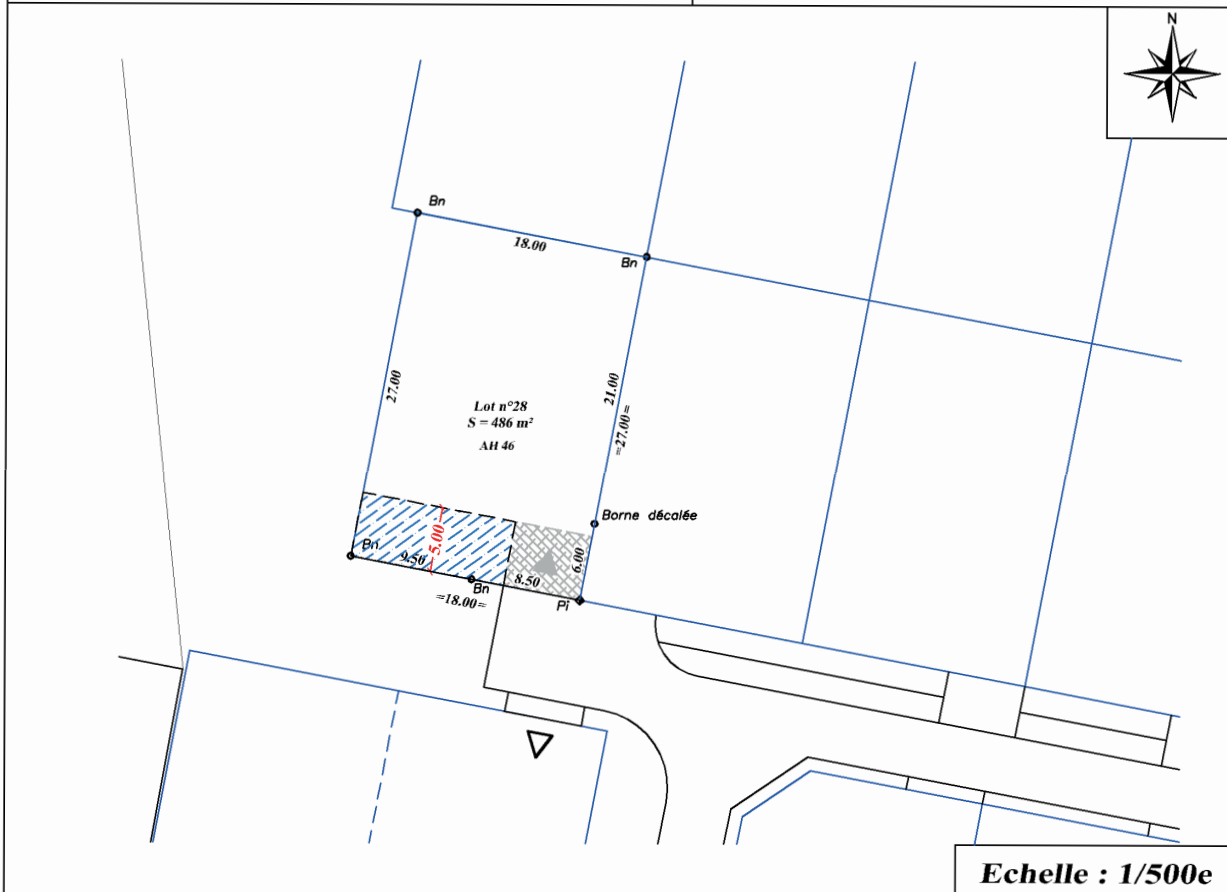 N
Bn
18.00
Bn
27.00
21.00
=27.00=
Lot n°28
S = 486 m²
AH 46
Borne décalée
5.00
Bn
9.50
6.00
8.50
Bn
=18.00=
Pi
Echelle : 1/500e